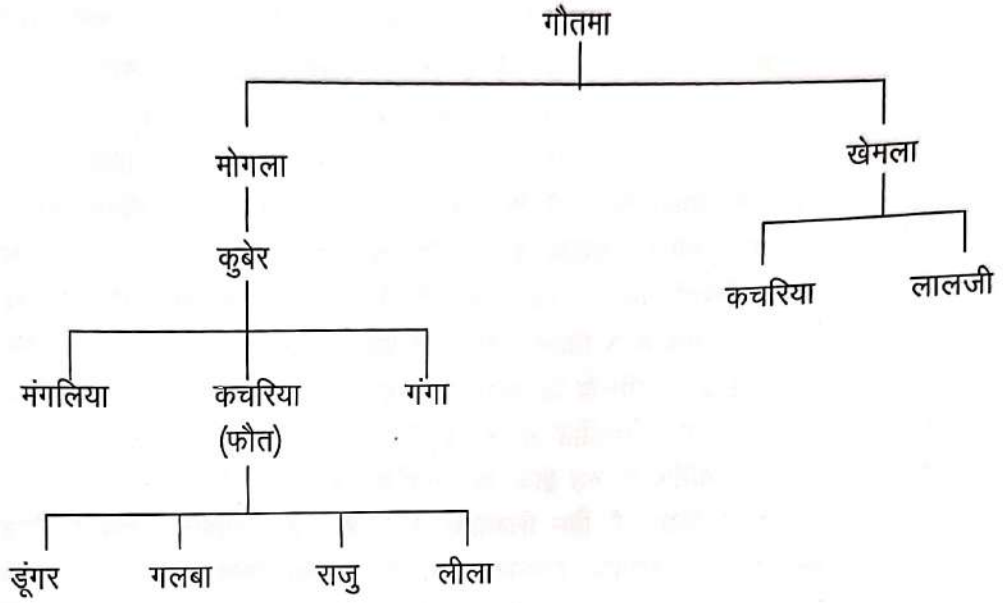 गौतमा
मोगला खेमला
कुबेर
कचरिया लालजी
मंगलिया कचरिया गंगा
(फौत)
डूंगर गलबा राजु लीला